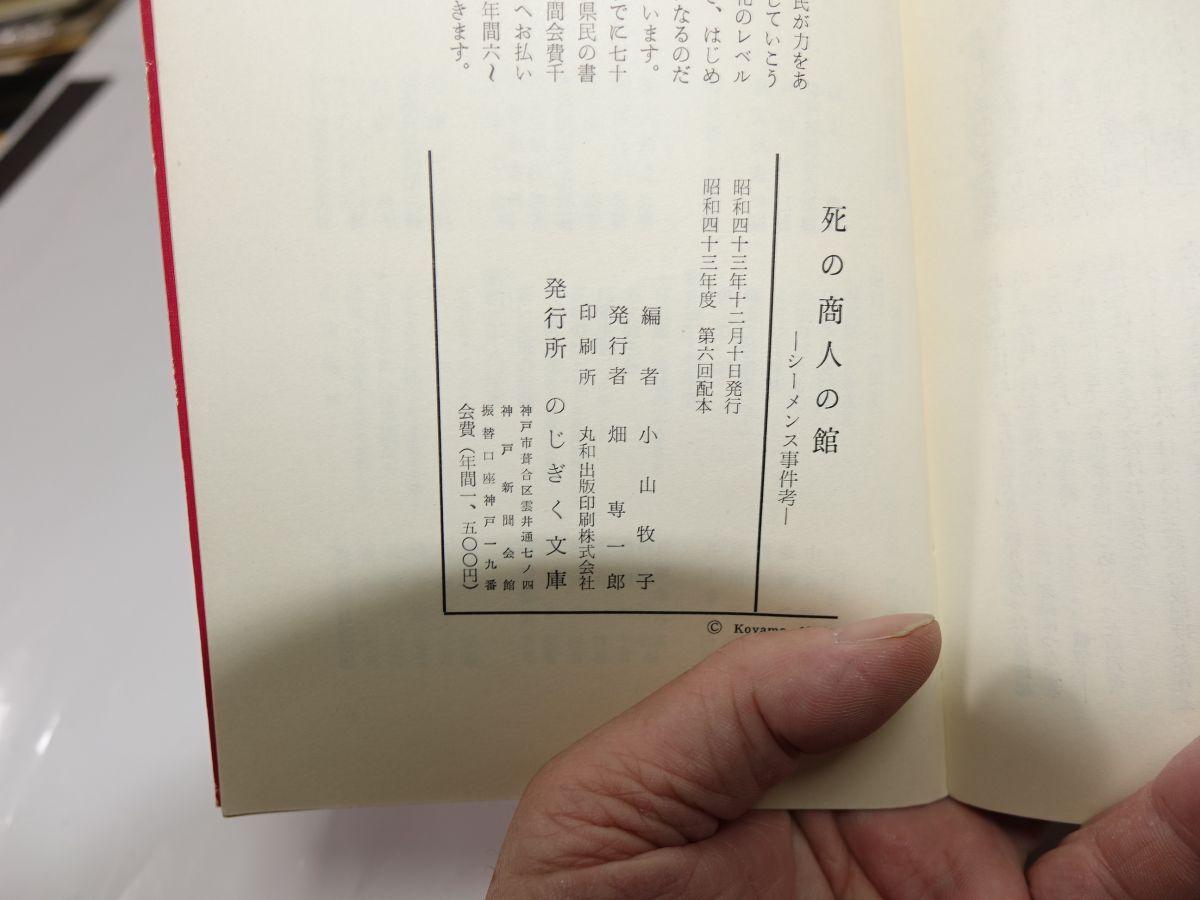 民が力をあ
していこう
化のレベル
で、はじめ
なるのだ
います。
でに七十
県民の書
間会費千
へお払い
年間六〜
きます。
死の商人の館
―シーメンス事件考―
昭和四十三年十二月十日発行
昭和四十三年度　第六回配本
編者　小山牧子
発行者　畑専一郎
印刷所　丸和出版印刷株式会社
発行所　のじぎく文庫
神戸市葺合区雲井通七ノ四
神戸新聞会館
振替口座神戸一九番
会費（年間一、五〇〇円）
© Koyama